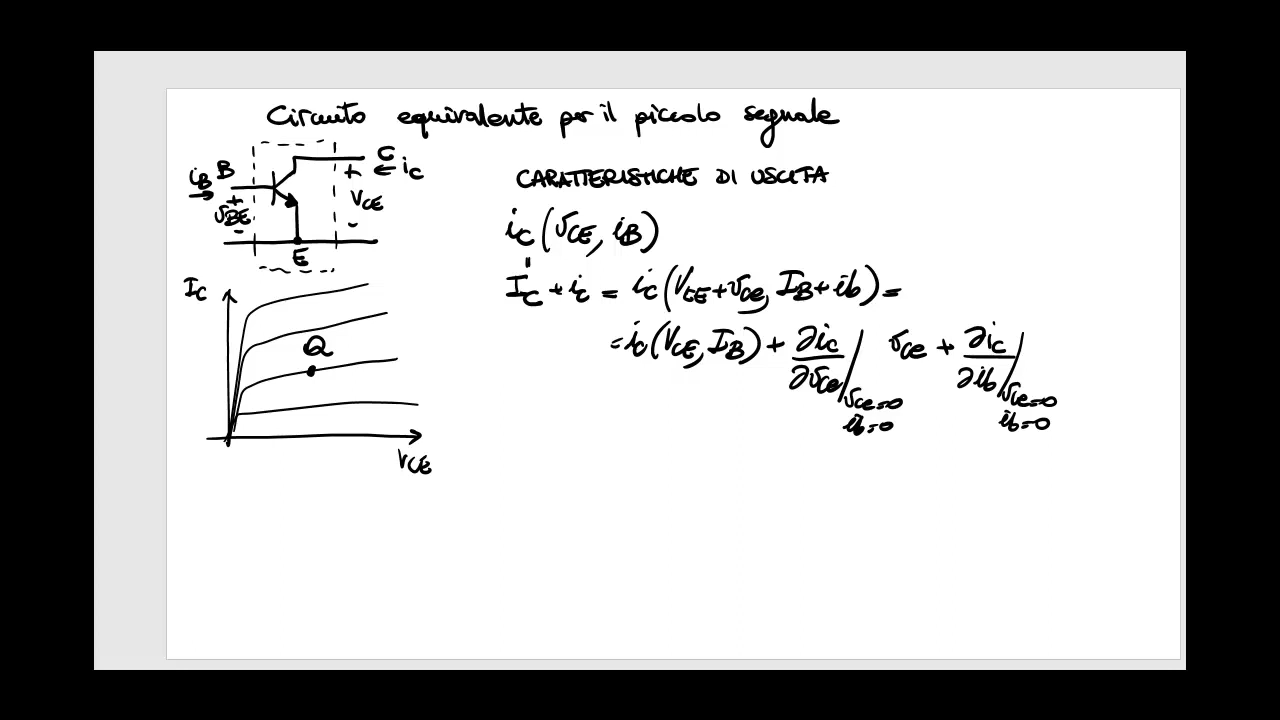 Circuito equivalente per il piccolo segnale
B
iB
+
vBE
-
C
iC
+
VCE
-
E
CARATTERISTICHE DI USCITA
iC (vCE, iB)
"
IC + ic = iC (VCE + vce, IB + ib) =
= iC (VCE, IB) + ∂ic/∂vce |vce=0 ib=0 vce + ∂ic/∂ib |vce=0 ib=0
IC
Q
VCE